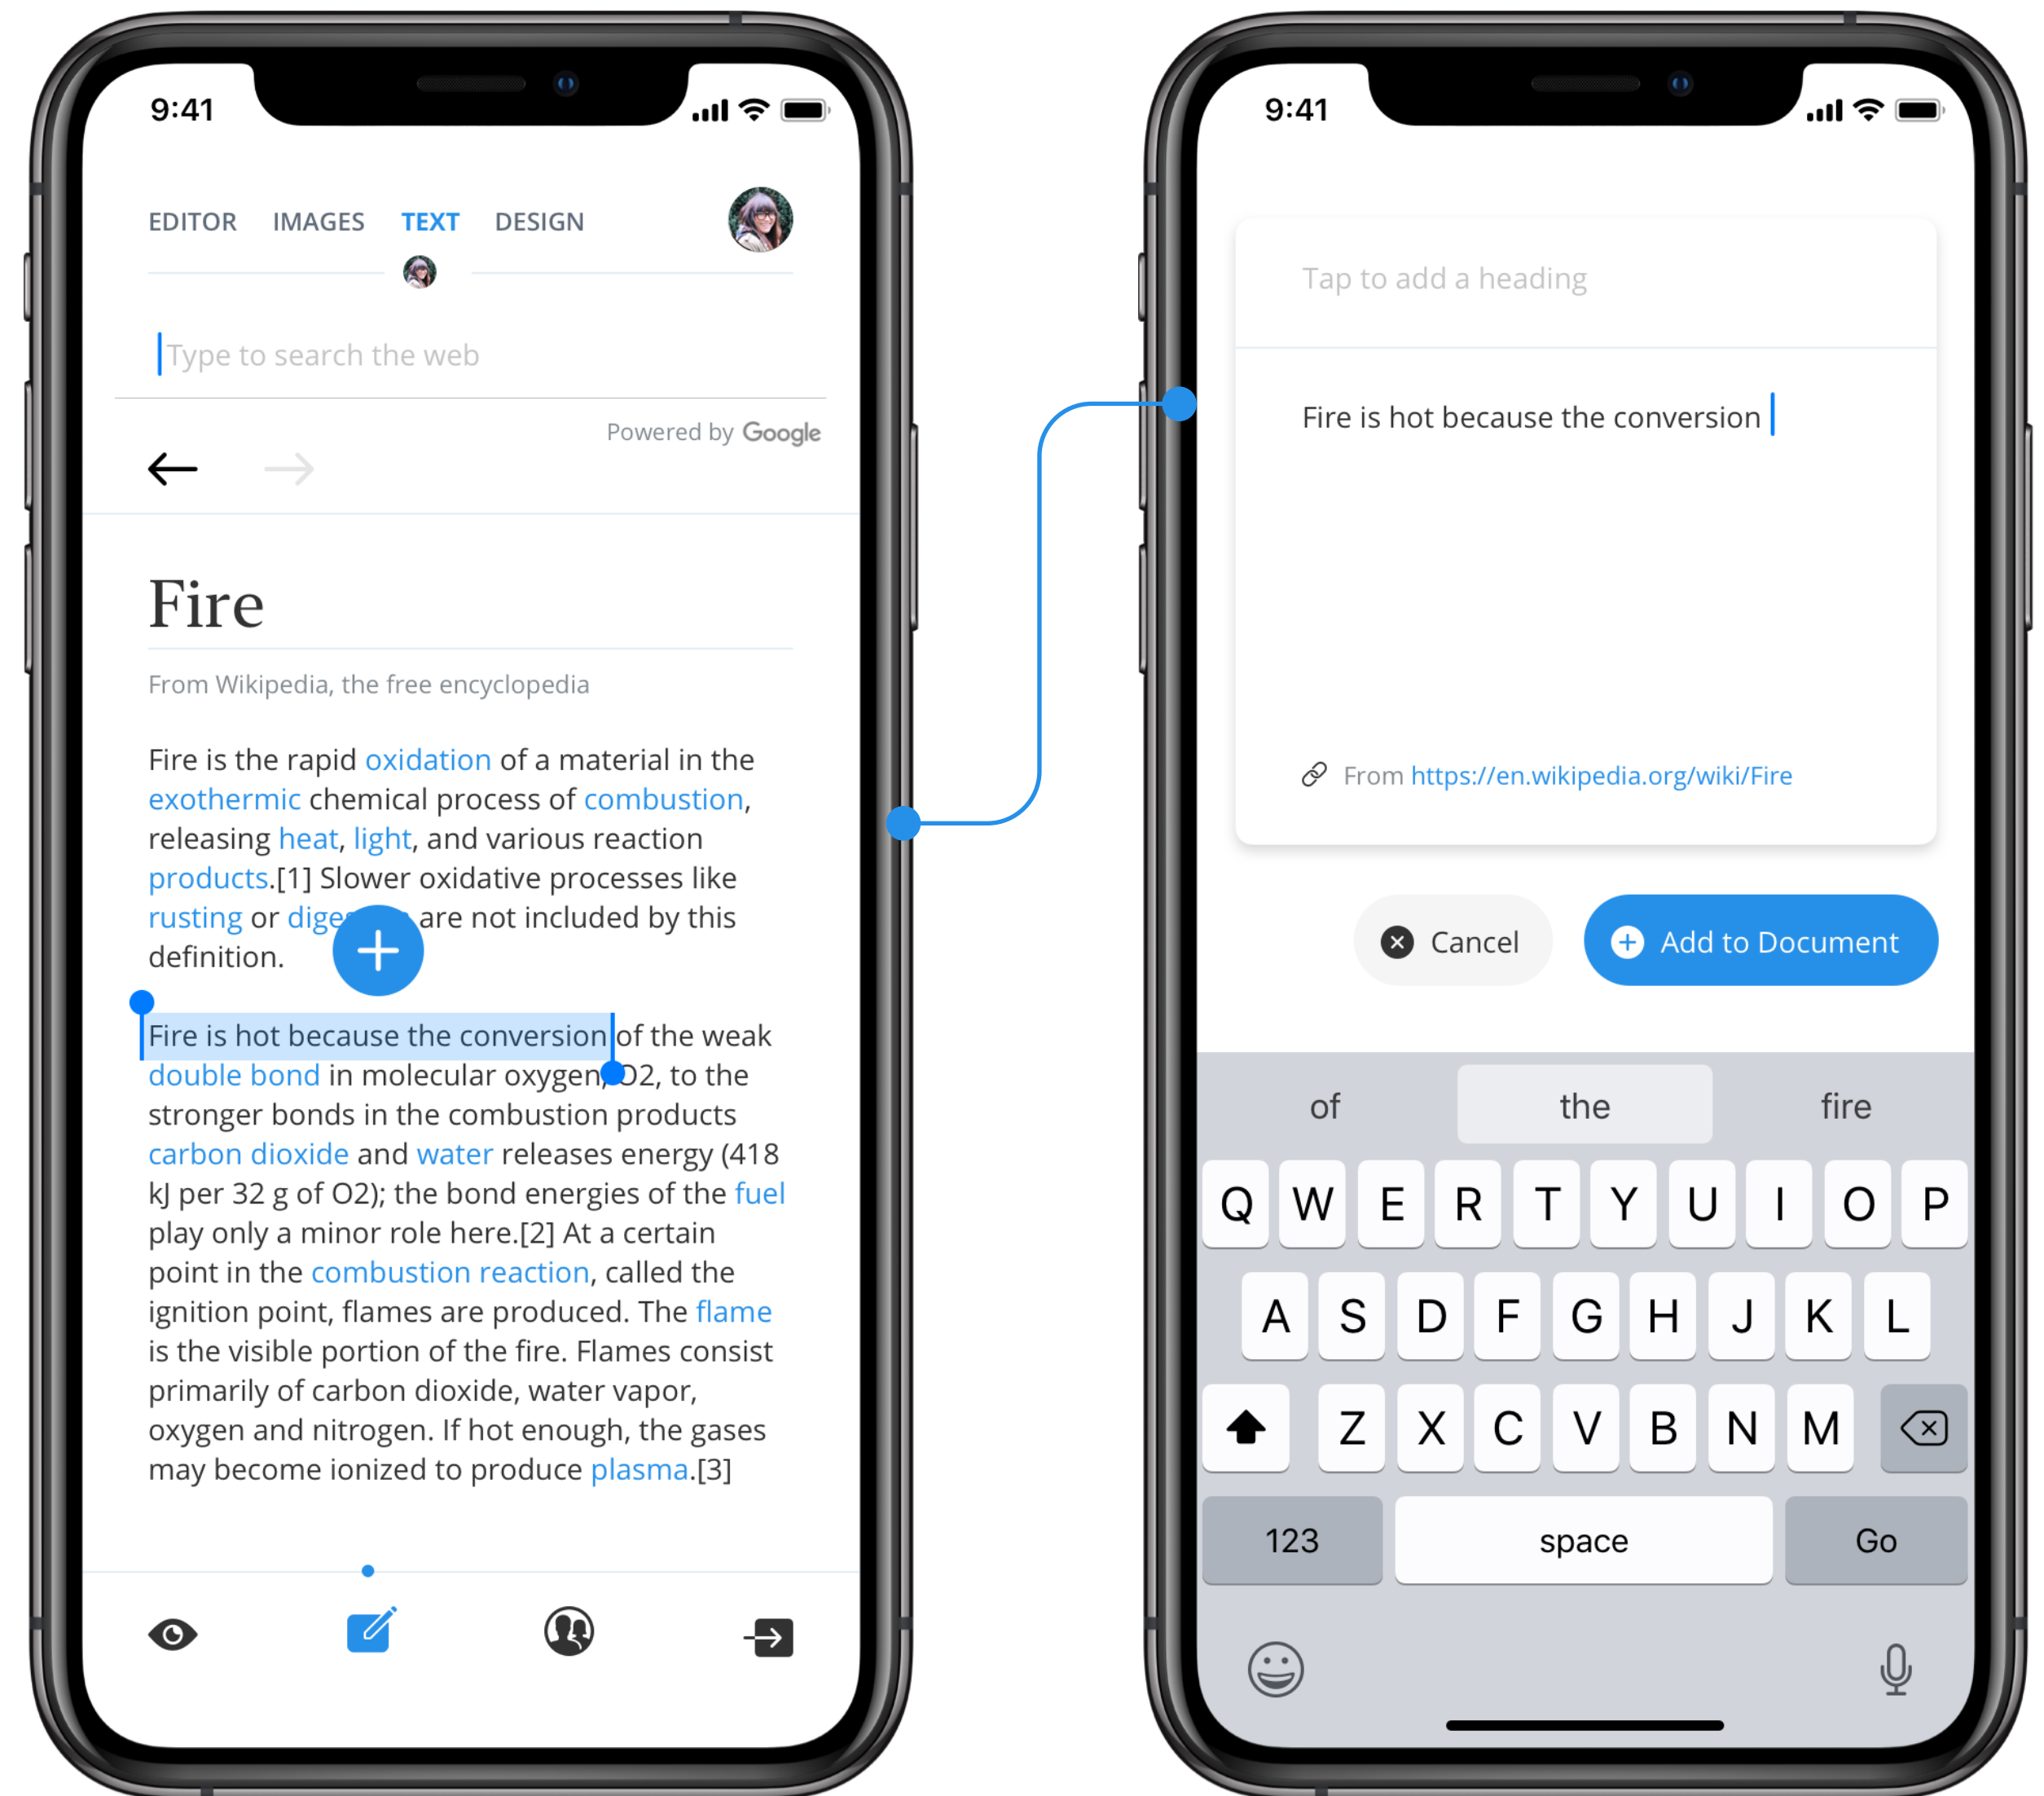 9:41
EDITOR IMAGES TEXT DESIGN
Type to search the web
Powered by Google
Fire
From Wikipedia, the free encyclopedia
Fire is the rapid oxidation of a material in the
exothermic chemical process of combustion,
releasing heat, light, and various reaction
products.[1] Slower oxidative processes like
rusting or are not included by this
definition.
Fire is hot because the conversion of the weak
double bond in molecular oxygen, O2, to the
stronger bonds in the combustion products
carbon dioxide and water releases energy (418
kJ per 32 g of O2); the bond energies of the fuel
play only a minor role here.[2] At a certain
point in the combustion reaction, called the
ignition point, flames are produced. The flame
is the visible portion of the fire. Flames consist
primarily of carbon dioxide, water vapor,
oxygen and nitrogen. If hot enough, the gases
may become ionized to produce plasma.[3]
9:41
Tap to add a heading
Fire is hot because the conversion
From https://en.wikipedia.org/wiki/Fire
Cancel Add to Document
of the fire
Q W E R T Y U I O P
A S D F G H J K L
Z X C V B N M
123 space Go